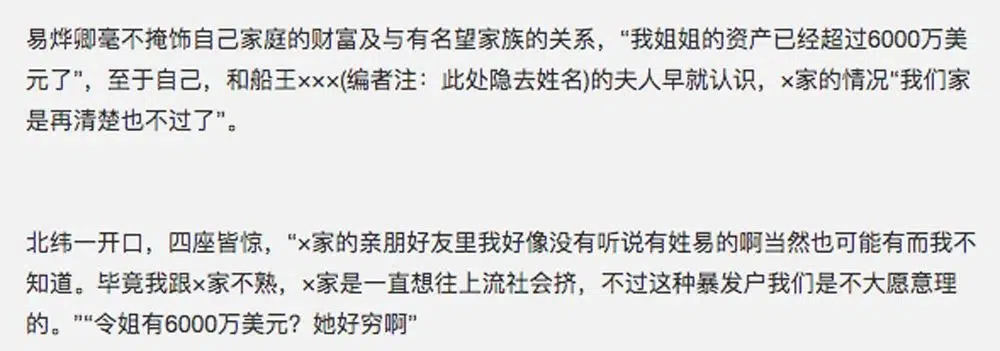 易烨卿毫不掩饰自己家庭的财富及与有名望家族的关系，“我姐姐的资产已经超过6000万美
元了”，至于自己，和船王×××(编者注：此处隐去姓名)的夫人早就认识，×家的情况“我们家
是再清楚也不过了”。
北纬一开口，四座皆惊，“×家的亲朋好友里我好像没有听说有姓易的啊当然也可能有而我不
知道。毕竟我跟×家不熟，×家是一直想往上流社会挤，不过这种暴发户我们是不大愿意理
的。”“令姐有6000万美元？她好穷啊”